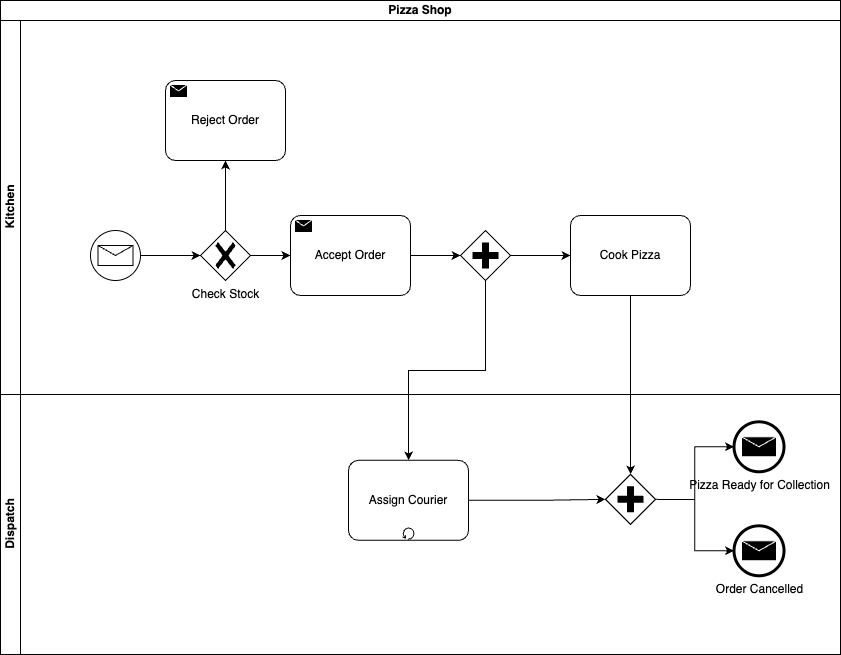 Pizza Shop
Kitchen
Reject Order
Check Stock
Accept Order
Cook Pizza
Dispatch
Assign Courier
Pizza Ready for Collection
Order Cancelled